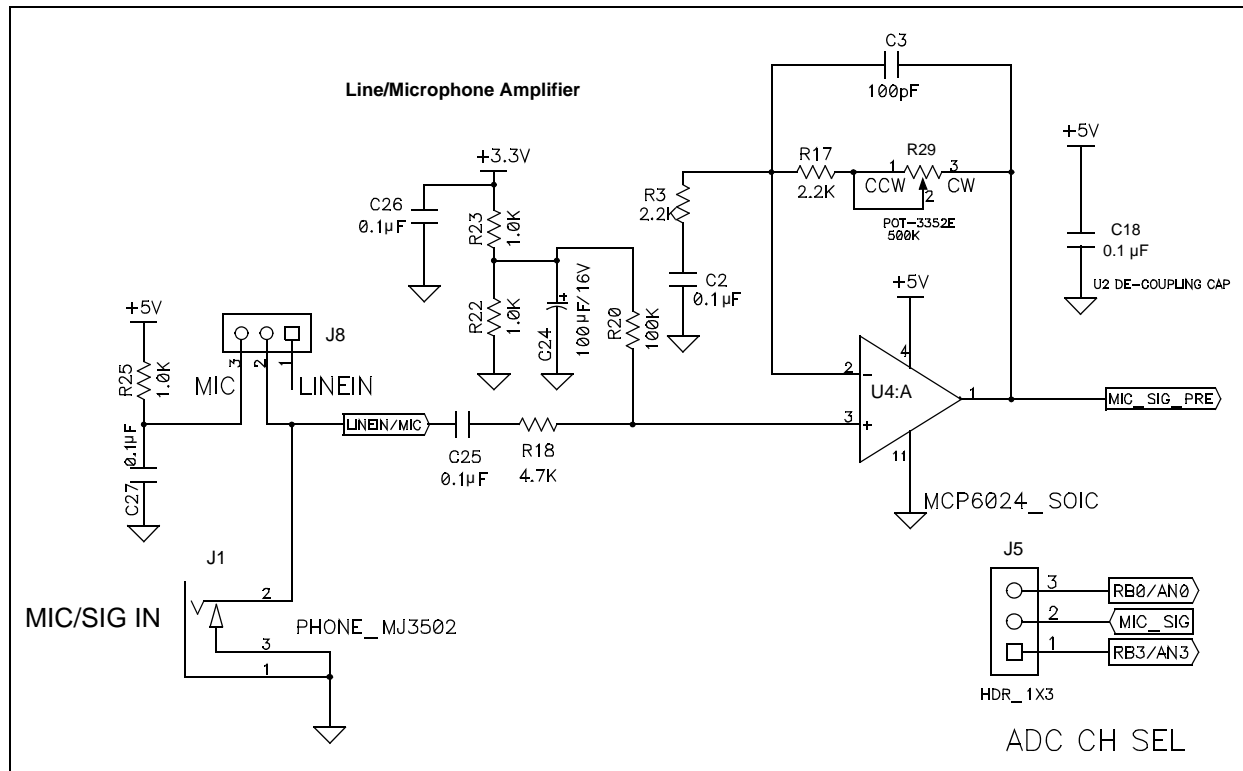 Line/Microphone Amplifier
C3
100pF
+3.3V
+5V
R17
2.2K
1
R29
3
CCW
CW
2
POT-3352E
500K
R3
2.2K
C26
0.1µF
R23
1.0K
C2
0.1µF
C18
0.1 µF
U2 DE-COUPLING CAP
R22
1.0K
C24
100µF/16V
R20
100K
+5V
+5V
J8
3
2
1
MIC
LINEIN
R25
1.0K
0.1µF
C27
LINEIN/MIC
C25
0.1µF
R18
4.7K
2
−
3
+
4
U4:A
1
11
MIC_SIG_PRE
MCP6024_SOIC
J1
MIC/SIG IN
2
3
1
PHONE_MJ3502
J5
3
RB0/AN0
2
MIC_SIG
1
RB3/AN3
HDR_1X3
ADC CH SEL